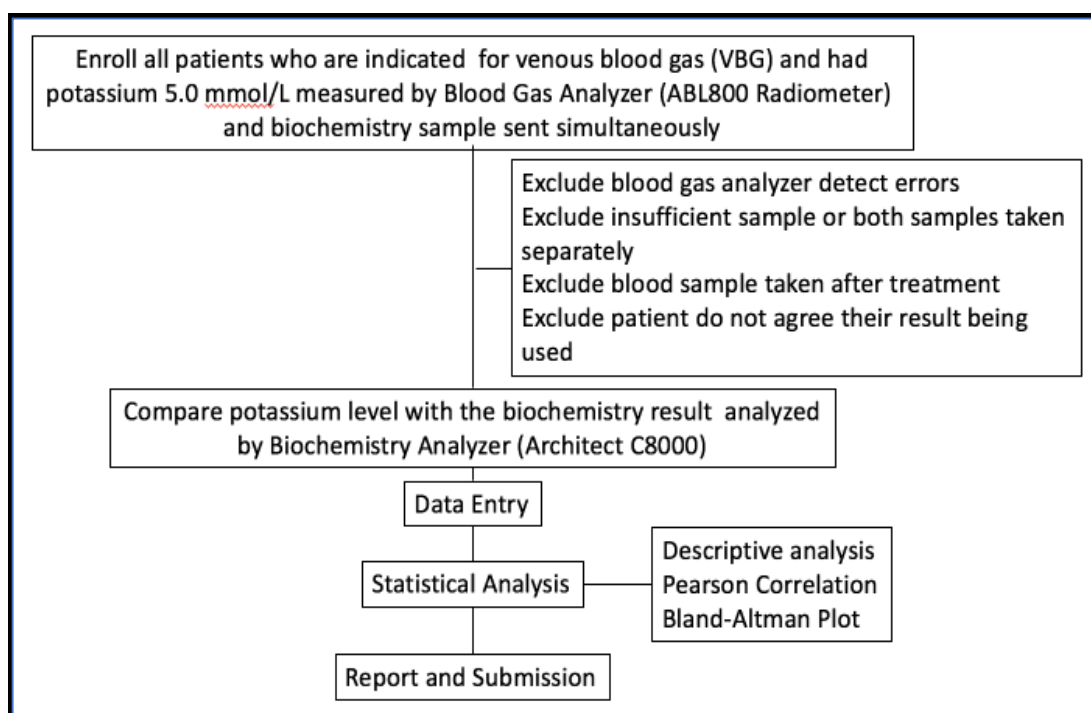 Enroll all patients who are indicated for venous blood gas (VBG) and had
potassium 5.0 mmol/L measured by Blood Gas Analyzer (ABL800 Radiometer)
and biochemistry sample sent simultaneously
Exclude blood gas analyzer detect errors
Exclude insufficient sample or both samples taken
separately
Exclude blood sample taken after treatment
Exclude patient do not agree their result being
used
Compare potassium level with the biochemistry result analyzed
by Biochemistry Analyzer (Architect C8000)
Data Entry
Statistical Analysis
Descriptive analysis
Pearson Correlation
Bland-Altman Plot
Report and Submission